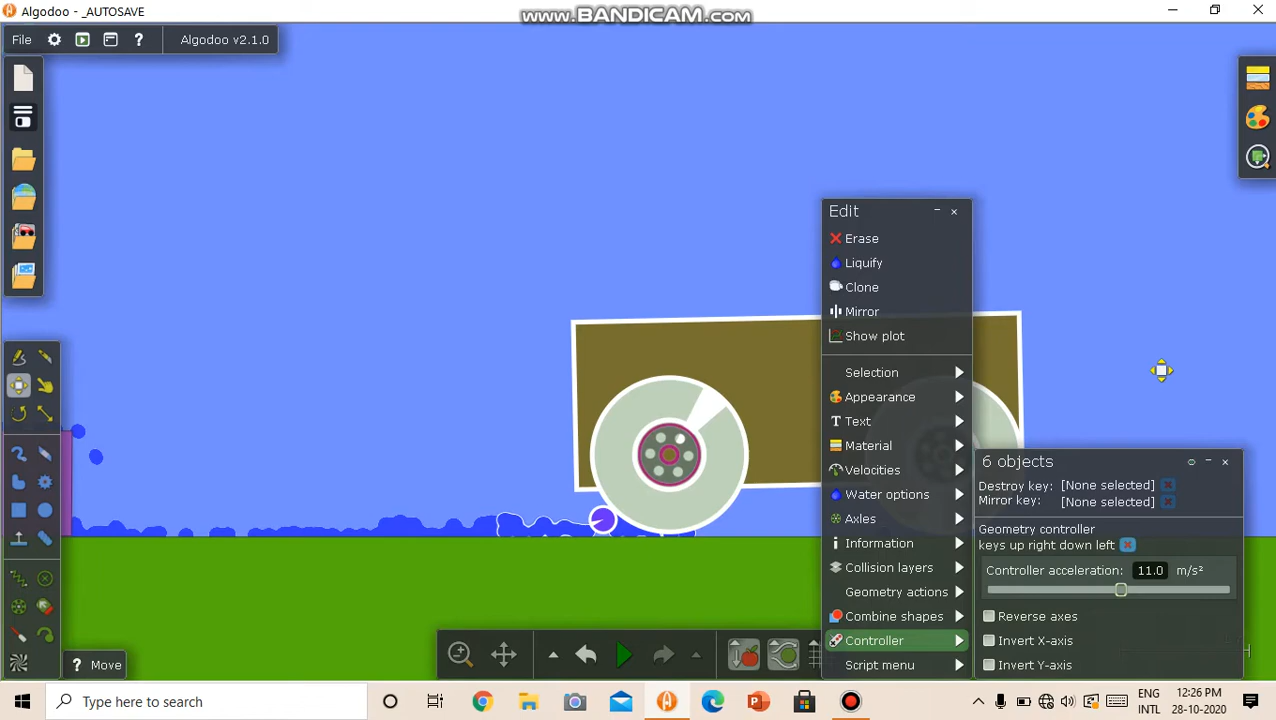 Algodoo - _AUTOSAVE
www.BANDICAM.com
File ? Algodoo v2.1.0
Edit
Erase
Liquify
Clone
Mirror
Show plot
Selection
Appearance
T Text
Material
Velocities
Water options
Axles
Information
Collision layers
Geometry actions
Combine shapes
Controller
Script menu
6 objects
Destroy key: [None selected]
Mirror key: [None selected]
Geometry controller
keys up right down left
Controller acceleration: 11.0 m/s²
Reverse axes
Invert X-axis
Invert Y-axis
? Move
Type here to search
ENG
INTL
12:26 PM
28-10-2020